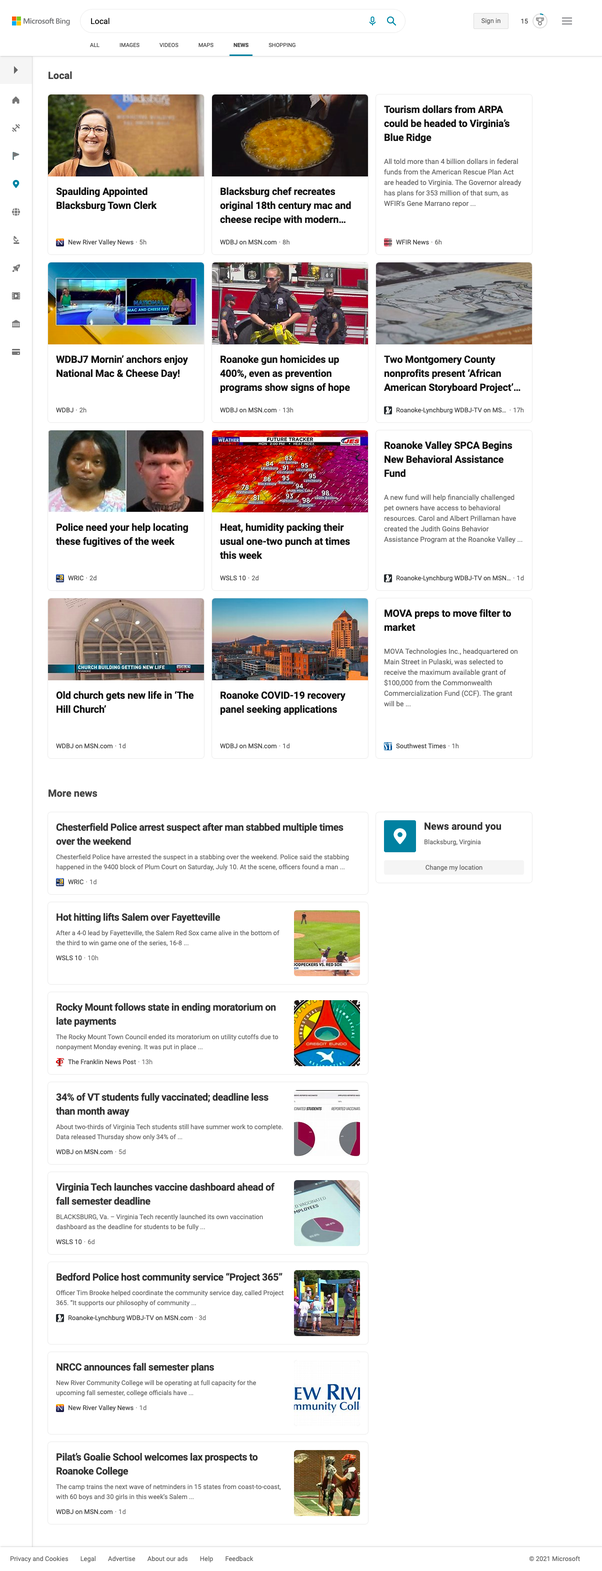 Microsoft Bing
Local
Sign in
15
ALL
IMAGES
VIDEOS
MAPS
NEWS
SHOPPING
Local
Blacksburg
Spaulding Appointed
Blacksburg Town Clerk
New River Valley News · 5h
Blacksburg chef recreates
original 18th century mac and
cheese recipe with modern…
WDBJ on MSN.com · 8h
Tourism dollars from ARPA
could be headed to Virginia's
Blue Ridge
All told more than 4 billion dollars in federal
funds from the American Rescue Plan Act
are headed to Virginia. The Governor already
has plans for 353 million of that sum, as
WFIR's Gene Marrano repor ...
WFIR News · 6h
NATIONAL
MAC AND CHEESE DAY
WDBJ7 Mornin' anchors enjoy
National Mac & Cheese Day!
WDBJ · 2h
Roanoke gun homicides up
400%, even as prevention
programs show signs of hope
WDBJ on MSN.com · 13h
Two Montgomery County
nonprofits present 'African
American Storyboard Project'…
Roanoke-Lynchburg WDBJ-TV on MS... · 17h
Police need your help locating
these fugitives of the week
WRIC · 2d
WEATHER
FUTURE TRACKER
Heat, humidity packing their
usual one-two punch at times
this week
WSLS 10 · 2d
Roanoke Valley SPCA Begins
New Behavioral Assistance
Fund
A new fund will help financially challenged
pet owners have access to behavioral
resources. Carol and Albert Prillaman have
created the Judith Goins Behavior
Assistance Program at the Roanoke Valley ...
Roanoke-Lynchburg WDBJ-TV on MSN... · 1d
CHURCH BUILDING GETTING NEW LIFE
Old church gets new life in 'The
Hill Church'
WDBJ on MSN.com · 1d
Roanoke COVID-19 recovery
panel seeking applications
WDBJ on MSN.com · 1d
MOVA preps to move filter to
market
MOVA Technologies Inc., headquartered on
Main Street in Pulaski, was selected to
receive the maximum available grant of
$100,000 from the Commonwealth
Commercialization Fund (CCF). The grant
will be ...
Southwest Times · 1h
More news
Chesterfield Police arrest suspect after man stabbed multiple times
over the weekend
Chesterfield Police have arrested the suspect in a stabbing over the weekend. Police said the stabbing
happened in the 9400 block of Plum Court on Saturday, July 10. At the scene, officers found a man ...
WRIC · 1d
News around you
Blacksburg, Virginia
Change my location
Hot hitting lifts Salem over Fayetteville
After a 4-0 lead by Fayetteville, the Salem Red Sox came alive in the bottom of
the third to win game one of the series, 16-8 ...
WSLS 10 · 10h
OODPECKERS VS. RED SOX
Rocky Mount follows state in ending moratorium on
late payments
The Rocky Mount Town Council ended its moratorium on utility cutoffs due to
nonpayment Monday evening. It was put in place ...
The Franklin News Post · 13h
34% of VT students fully vaccinated; deadline less
than month away
About two-thirds of Virginia Tech students still have summer work to complete.
Data released Thursday show only 34% of ...
WDBJ on MSN.com · 5d
Virginia Tech launches vaccine dashboard ahead of
fall semester deadline
BLACKSBURG, Va. – Virginia Tech recently launched its own vaccination
dashboard as the deadline for students to be fully ...
WSLS 10 · 6d
Bedford Police host community service "Project 365"
Officer Tim Brooke helped coordinate the community service day, called Project
365. "It supports our philosophy of community ...
Roanoke-Lynchburg WDBJ-TV on MSN.com · 3d
NRCC announces fall semester plans
New River Community College will be operating at full capacity for the
upcoming fall semester, college officials have ...
New River Valley News · 1d
EW RIV
mmunity Coll
Pilat's Goalie School welcomes lax prospects to
Roanoke College
The camp trains the next wave of netminders in 15 states from coast-to-coast,
with 60 boys and 30 girls in this week's Salem ...
WDBJ on MSN.com · 1d
Privacy and Cookies
Legal
Advertise
About our ads
Help
Feedback
© 2021 Microsoft